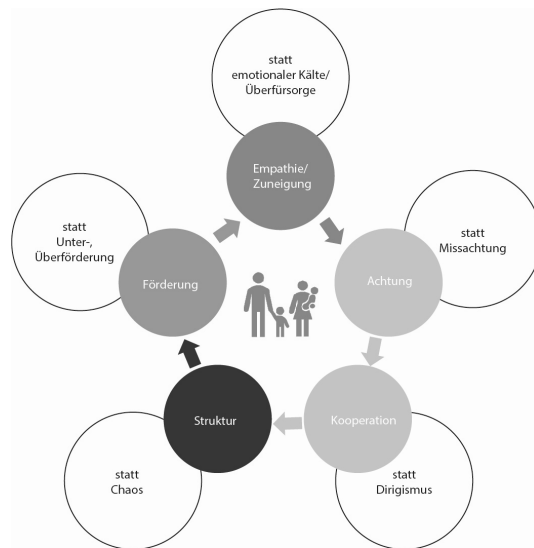 statt
emotionaler Kälte/
Überfürsorge
Empathie/
Zuneigung
statt
Missachtung
Achtung
statt
Unter-,
Überförderung
Förderung
Struktur
Kooperation
statt
Chaos
statt
Dirigismus